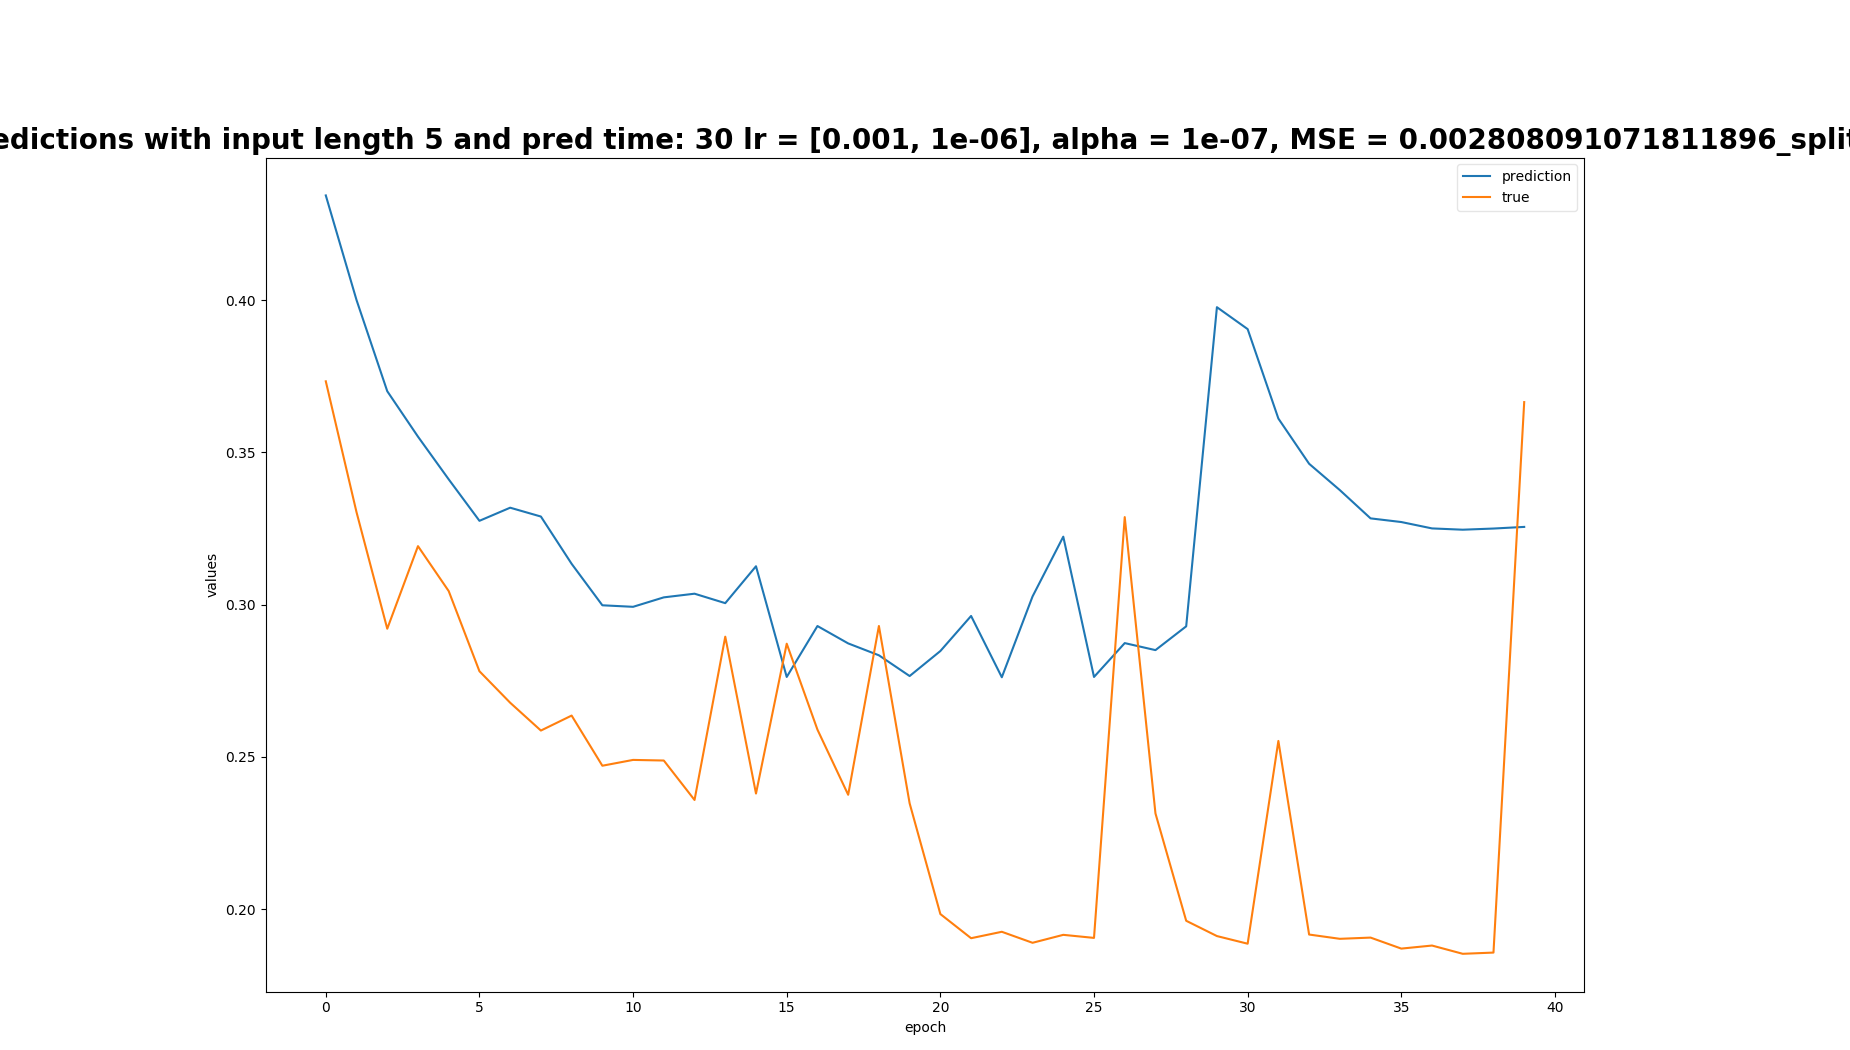 edictions with input length 5 and pred time: 30 lr = [0.001, 1e-06], alpha = 1e-07, MSE = 0.002808091071811896_split
prediction
true
0.40
0.35
0.30
0.25
0.20
values
0 5 10 15 20 25 30 35 40
epoch